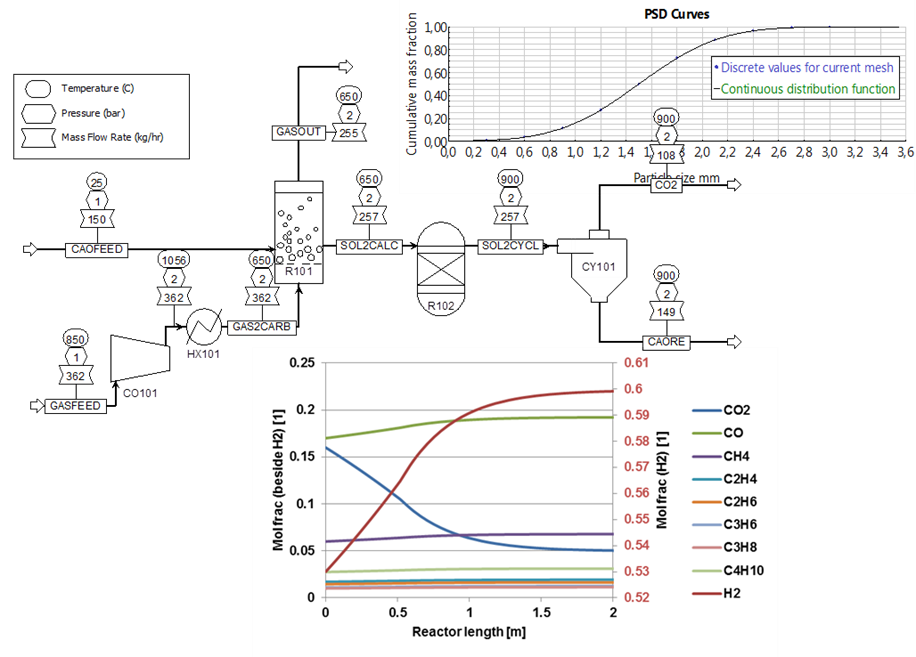 PSD Curves
Cumulative mass fraction
1,00
0,80
0,60
0,40
0,20
0,00
Discrete values for current mesh
Continuous distribution function
0,0 0,2 0,4 0,6 0,8 1,0 1,2 1,4 2,0 2,2 2,4 2,6 2,8 3,0 3,2 3,4 3,6
size mm
Temperature (C)
Pressure (bar)
Mass Flow Rate (kg/hr)
650
2
255
GASOUT
900
2
108
CO2
25
1
150
CAOFEED
650
2
257
SOL2CALC
900
2
257
SOL2CYCL
R101
R102
CY101
1056
2
362
650
2
362
GAS2CARB
HX101
850
1
362
GASFEED
CO101
900
2
149
CAORE
Molfrac (beside H2) [1]
0.25
0.2
0.15
0.1
0.05
0
0 0.5 1 1.5 2
Reactor length [m]
0.61
0.6
0.59
0.58
0.57
0.56
0.55
0.54
0.53
0.52
Molfrac (H2) [1]
CO2
CO
CH4
C2H4
C2H6
C3H6
C3H8
C4H10
H2